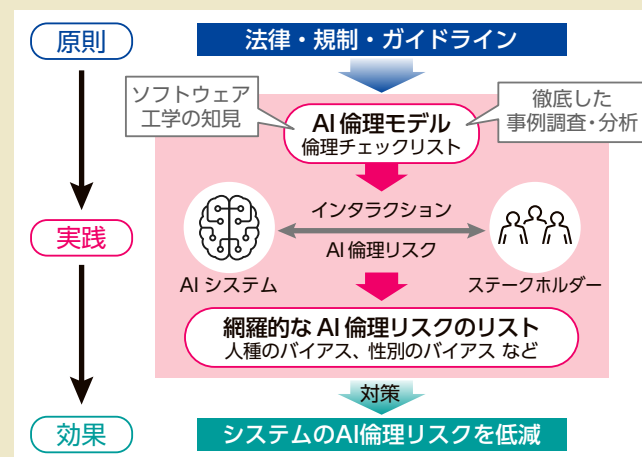 原則
法律・規制・ガイドライン
ソフトウェア
工学の知見
徹底した
事例調査・分析
AI倫理モデル
倫理チェックリスト
実践
インタラクション
AI倫理リスク
AIシステム
ステークホルダー
網羅的なAI倫理リスクのリスト
人種のバイアス、性別のバイアス など
対策
効果
システムのAI倫理リスクを低減